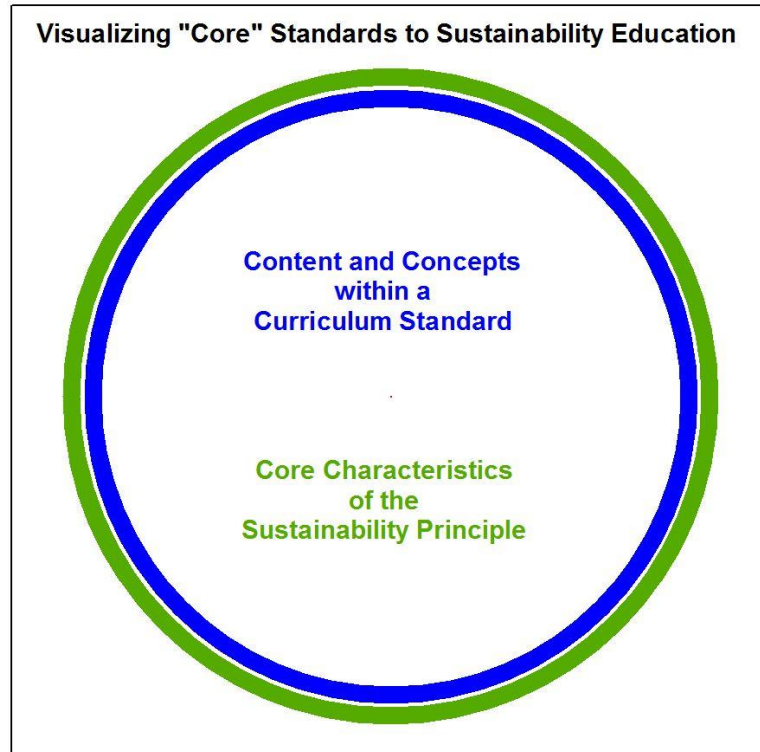 Visualizing "Core" Standards to Sustainability Education
Content and Concepts
within a
Curriculum Standard
Core Characteristics
of the
Sustainability Principle